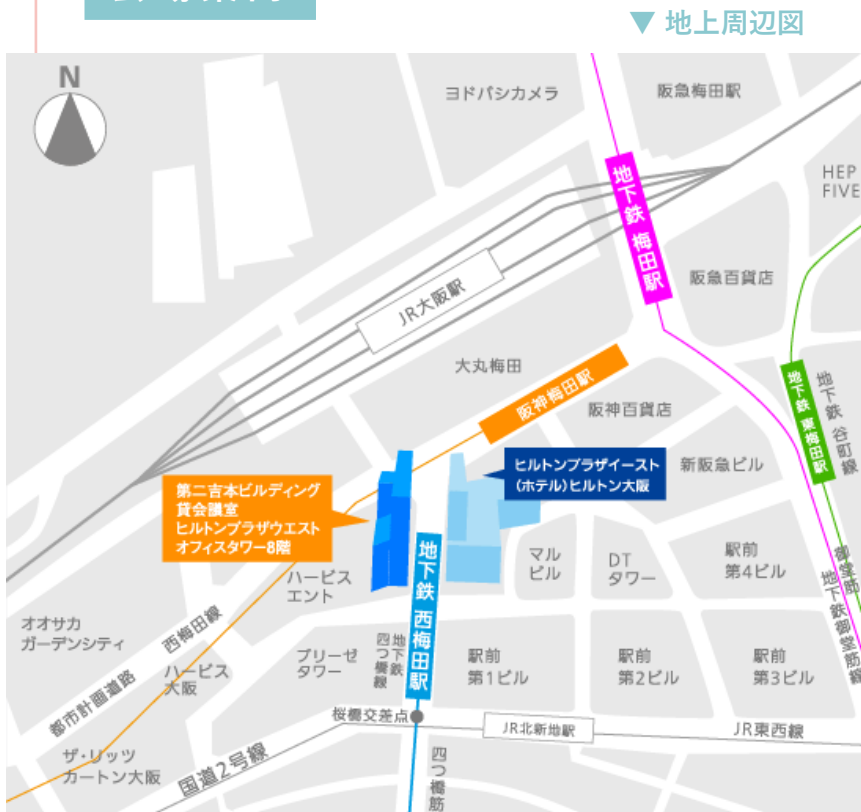 ▼ 地上周辺図
N
ヨドバシカメラ
阪急梅田駅
HEP
FIVE
地下鉄 梅田駅
阪急百貨店
JR大阪駅
大丸梅田
阪神梅田駅
阪神百貨店
地下鉄 東梅田駅
地下鉄 谷町線
新阪急ビル
ヒルトンプラザイースト
(ホテル)ヒルトン大阪
第二吉本ビルディング
貸会議室
ヒルトンプラザウエスト
オフィスタワー8階
地下鉄 西梅田駅
マル
ビル
DT
タワー
駅前
第4ビル
御堂筋
地下鉄御堂筋線
ハービス
エント
オオサカ
ガーデンシティ
西梅田線
ハービス
大阪
ブリーゼ
タワー
地下鉄
四つ橋線
駅前
第1ビル
駅前
第2ビル
駅前
第3ビル
都市計画道路
桜橋交差点
JR北新地駅
JR東西線
ザ・リッツ
カートン大阪
国道2号線
四つ橋筋